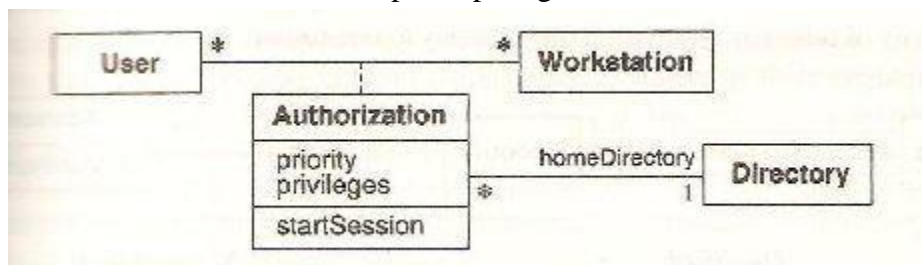 User
*
*
Workstation
Authorization
priority
privileges
startSession
*
homeDirectory
1
Directory